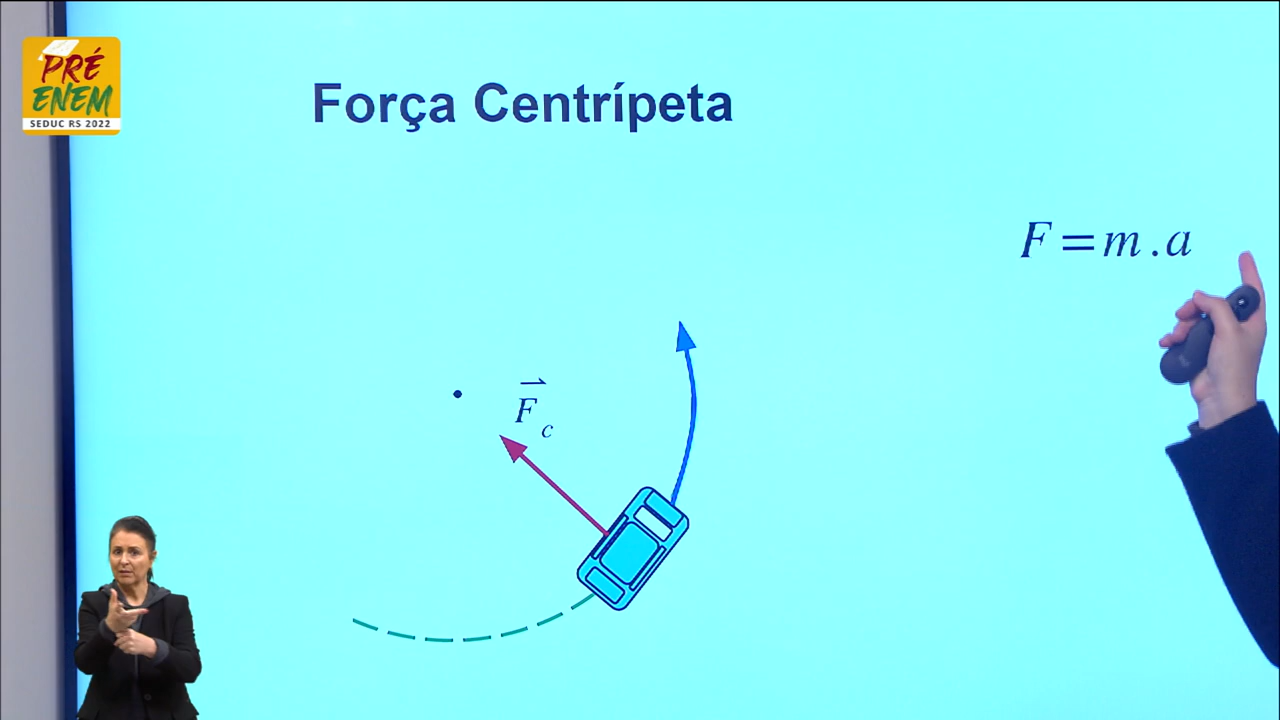 PRÉ
ENEM
SEDUC RS 2022
Força Centrípeta
F = m . a
F c